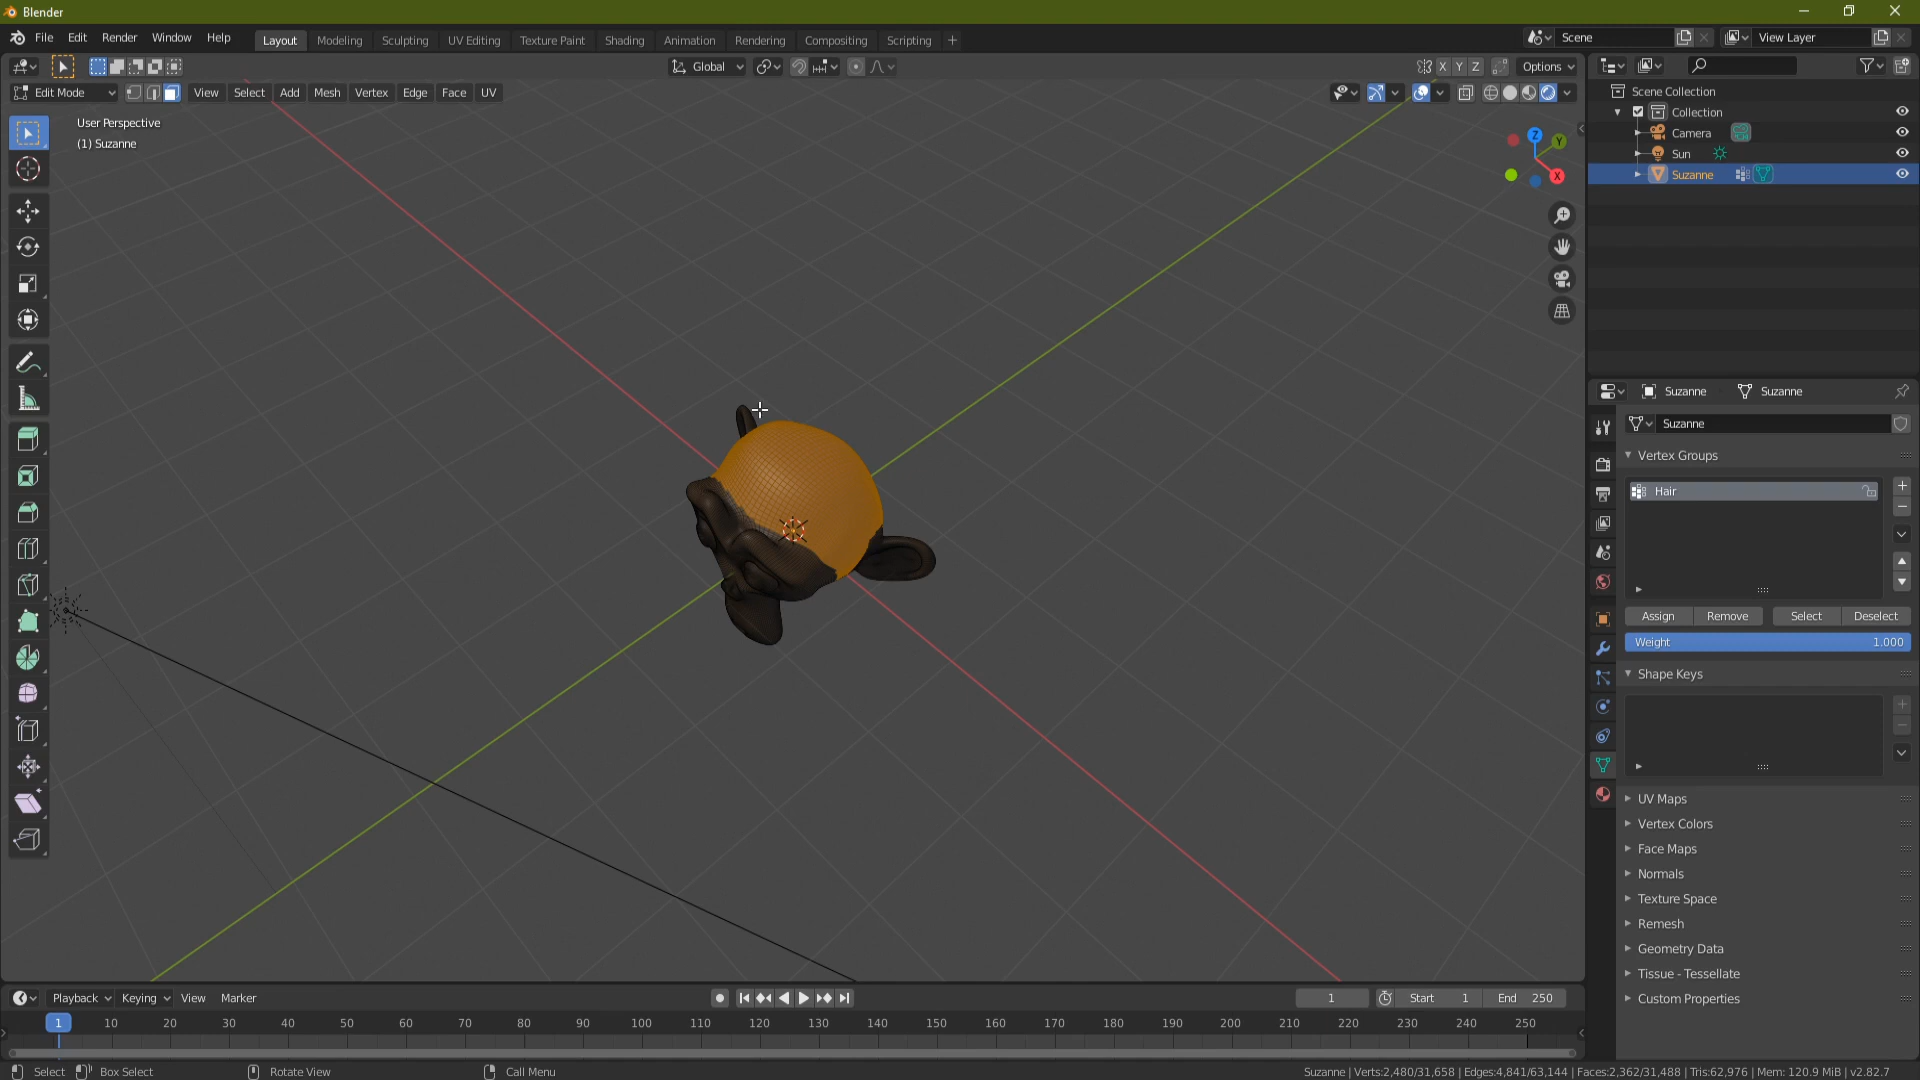 Blender
File Edit Render Window Help Layout Modeling Sculpting UV Editing Texture Paint Shading Animation Rendering Compositing Scripting + Scene View Layer
Global X Y Z Options
Edit Mode View Select Add Mesh Vertex Edge Face UV
User Perspective
(1) Suzanne
Z
Y
X
Scene Collection
Collection
Camera
Sun
Suzanne
Suzanne Suzanne
Suzanne
Vertex Groups
Hair
Assign Remove Select Deselect
Weight 1.000
Shape Keys
UV Maps
Vertex Colors
Face Maps
Normals
Texture Space
Remesh
Geometry Data
Tissue - Tessellate
Custom Properties
Playback Keying View Marker 1 Start 1 End 250
1 10 20 30 40 50 60 70 80 90 100 110 120 130 140 150 160 170 180 190 200 210 220 230 240 250
Select Box Select Rotate View Call Menu Suzanne | Verts:2,480/31,658 | Edges:4,841/63,144 | Faces:2,362/31,488 | Tris:62,976 | Mem: 120.9 MiB | v2.82.7